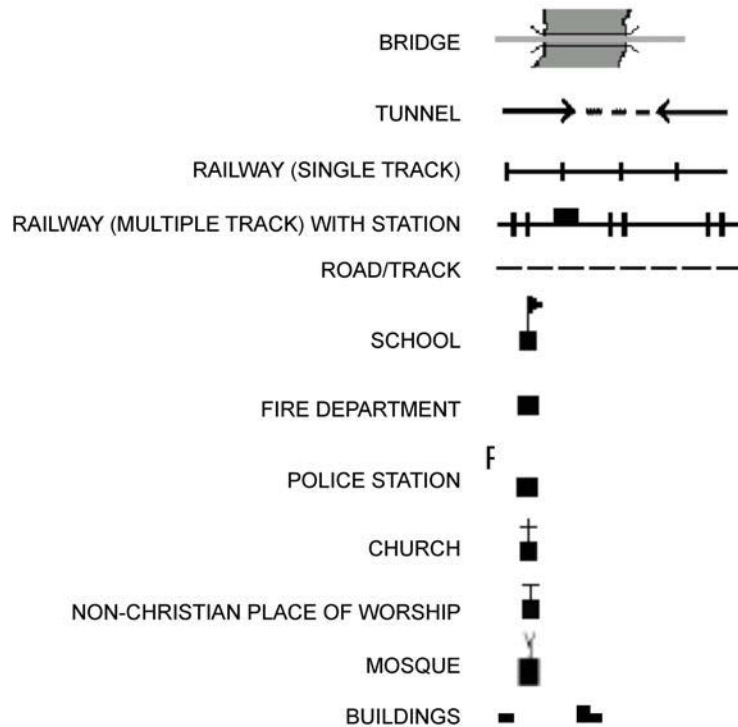 BRIDGE
TUNNEL
RAILWAY (SINGLE TRACK)
RAILWAY (MULTIPLE TRACK) WITH STATION
ROAD/TRACK
SCHOOL
FIRE DEPARTMENT
P
POLICE STATION
CHURCH
NON-CHRISTIAN PLACE OF WORSHIP
MOSQUE
BUILDINGS